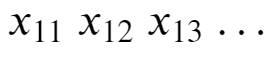 x₁₁ x₁₂ x₁₃ . . .